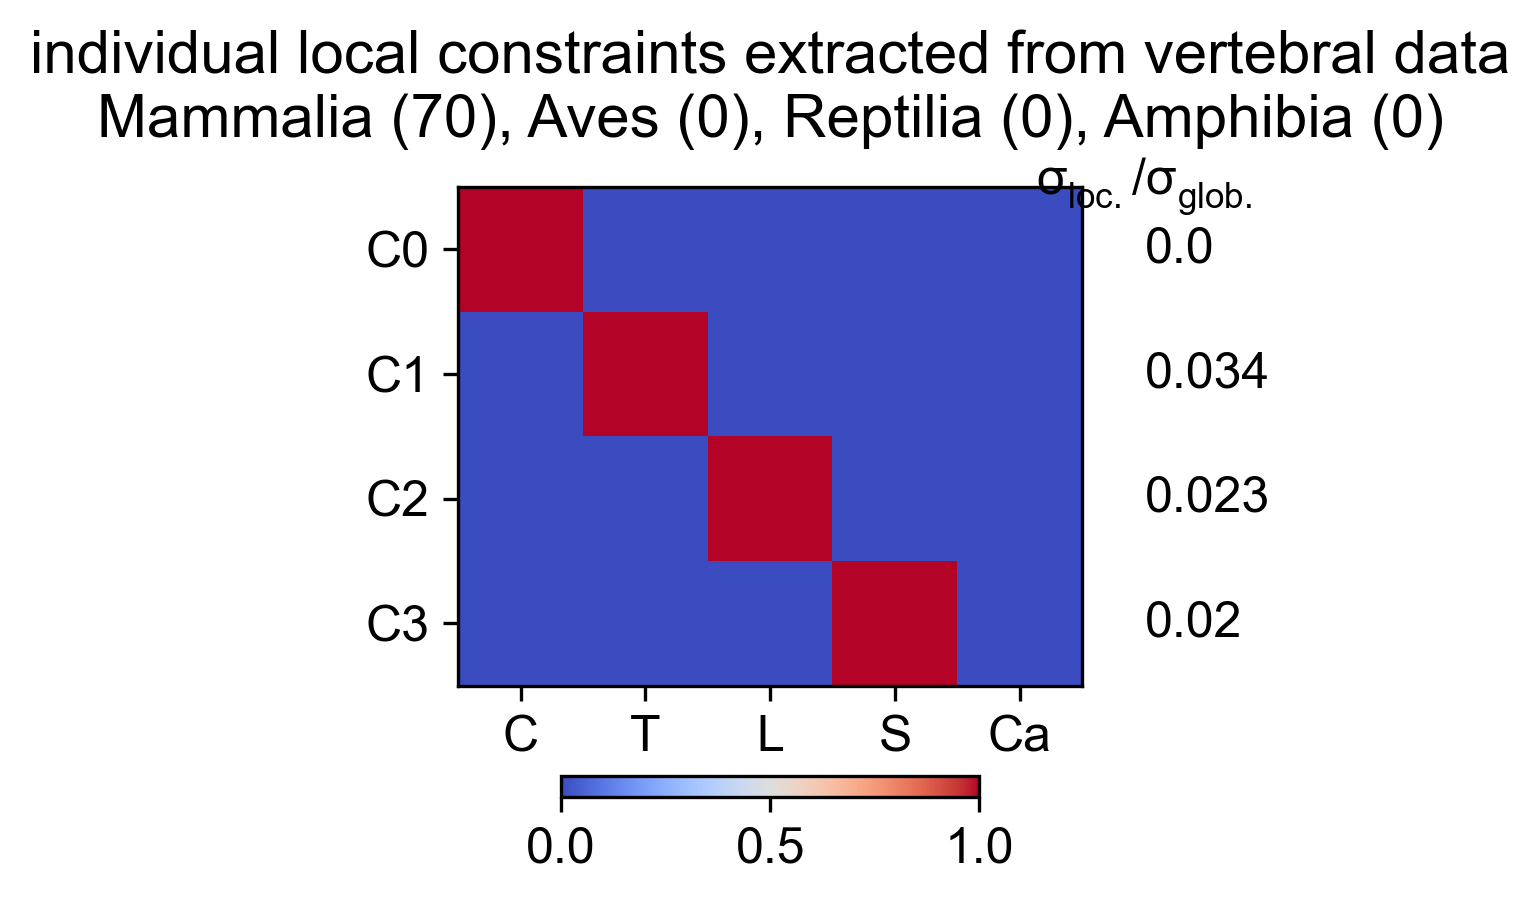 individual local constraints extracted from vertebral data
Mammalia (70), Aves (0), Reptilia (0), Amphibia (0)
σloc. /σglob.
C0 0.0
C1 0.034
C2 0.023
C3 0.02
C T L S Ca
0.0 0.5 1.0